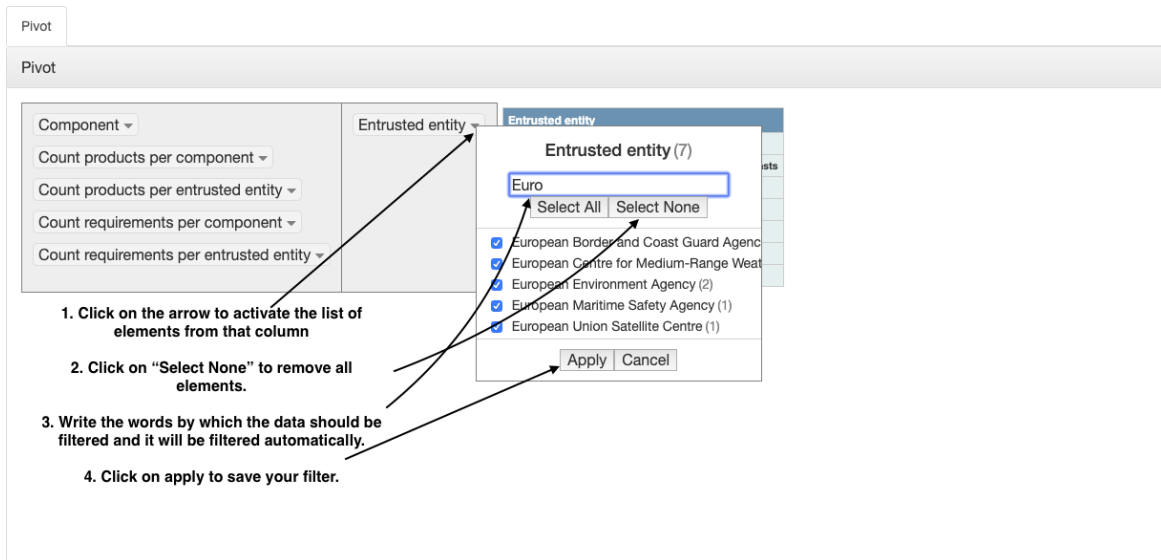 Pivot
Pivot
Component
Count products per component
Count products per entrusted entity
Count requirements per component
Count requirements per entrusted entity
Entrusted entity
Entrusted entity
Entrusted entity (7)
Euro
Select All Select None
European Border and Coast Guard Agenc
European Centre for Medium-Range Weat
European Environment Agency (2)
European Maritime Safety Agency (1)
European Union Satellite Centre (1)
Apply Cancel
1. Click on the arrow to activate the list of
elements from that column
2. Click on “Select None” to remove all
elements.
3. Write the words by which the data should be
filtered and it will be filtered automatically.
4. Click on apply to save your filter.